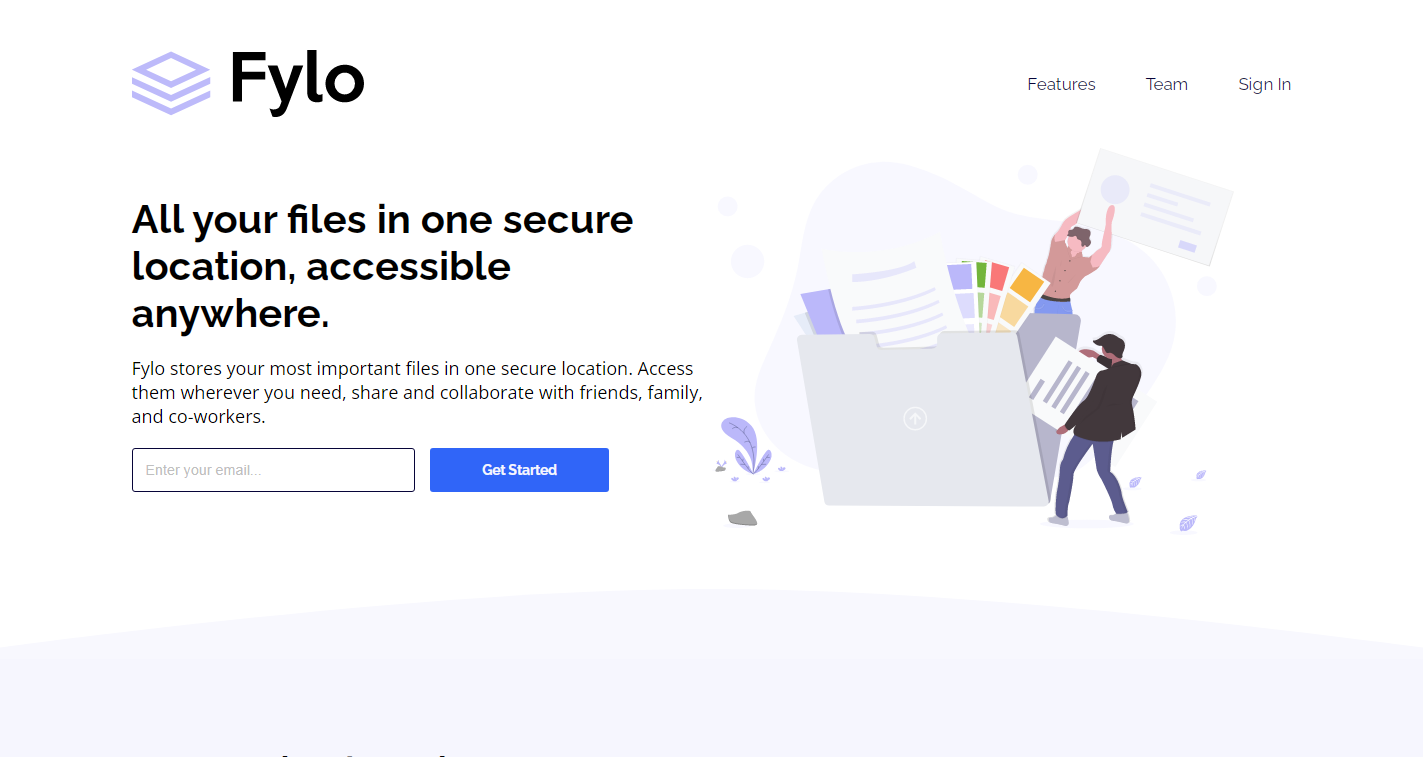 Fylo
Features
Team
Sign In
All your files in one secure
location, accessible
anywhere.
Fylo stores your most important files in one secure location. Access
them wherever you need, share and collaborate with friends, family,
and co-workers.
Enter your email...
Get Started